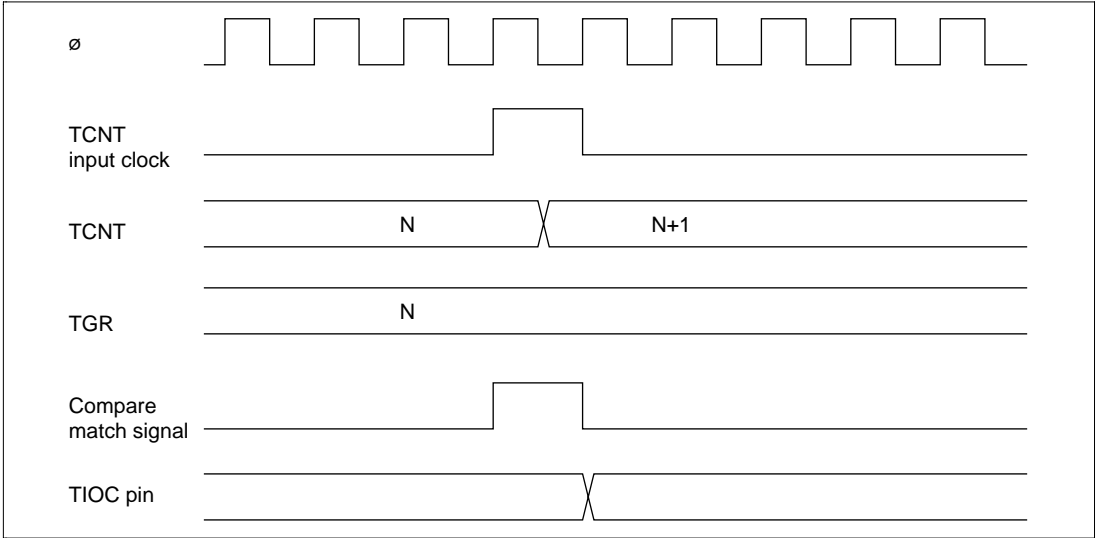 ø
TCNT
input clock
TCNT
N
N+1
TGR
N
Compare
match signal
TIOC pin